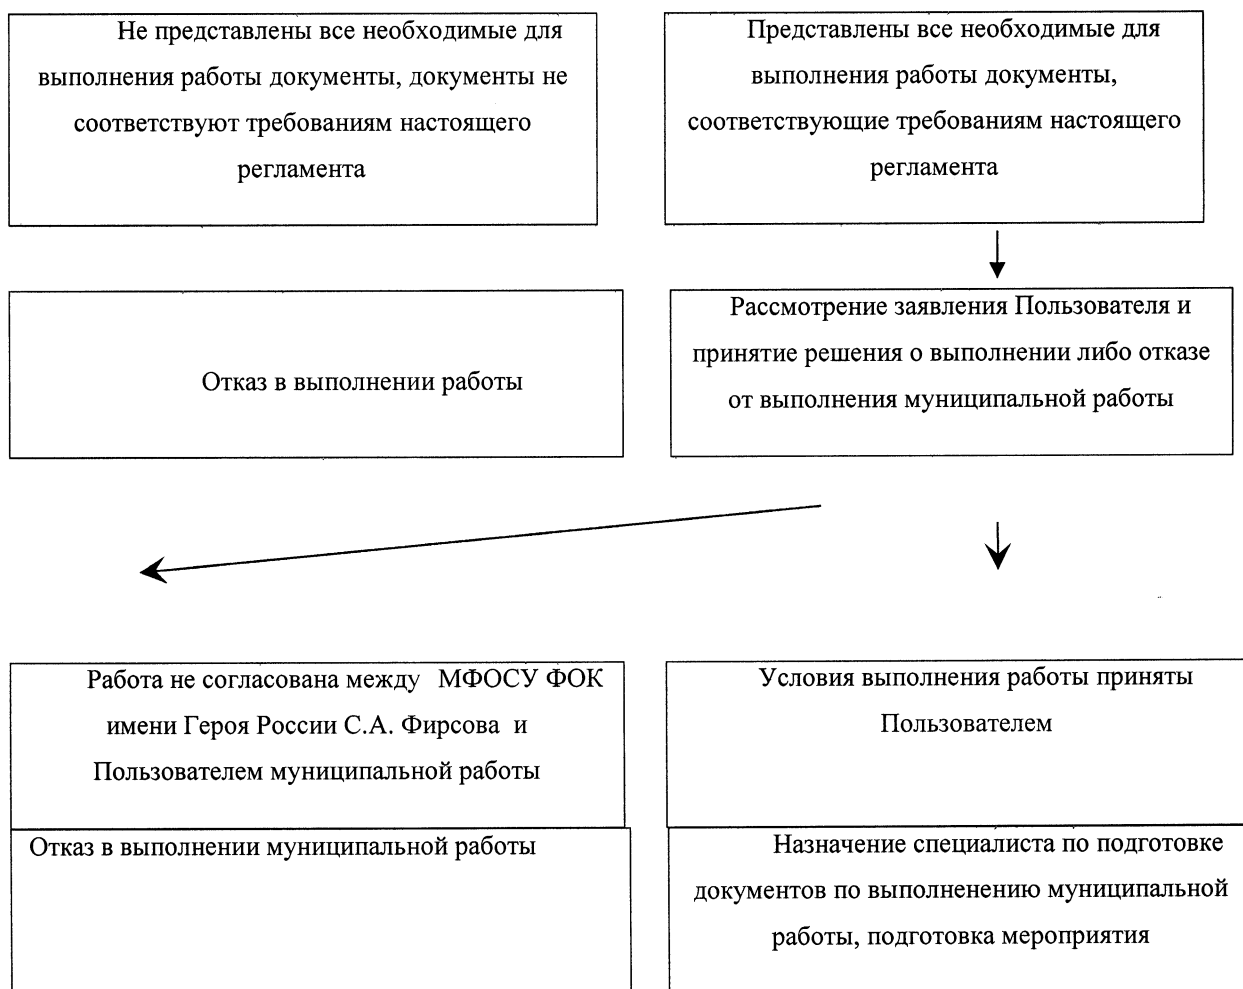 Не представлены все необходимые для
выполнения работы документы, документы не
соответствуют требованиям настоящего
регламента
Представлены все необходимые для
выполнения работы документы,
соответствующие требованиям настоящего
регламента
Отказ в выполнении работы
Рассмотрение заявления Пользователя и
принятие решения о выполнении либо отказе
от выполнения муниципальной работы
Работа не согласована между МФОСУ ФОК
имени Героя России С.А. Фирсова и
Пользователем муниципальной работы
Условия выполнения работы приняты
Пользователем
Отказ в выполнении муниципальной работы
Назначение специалиста по подготовке
документов по выполненению муниципальной
работы, подготовка мероприятия